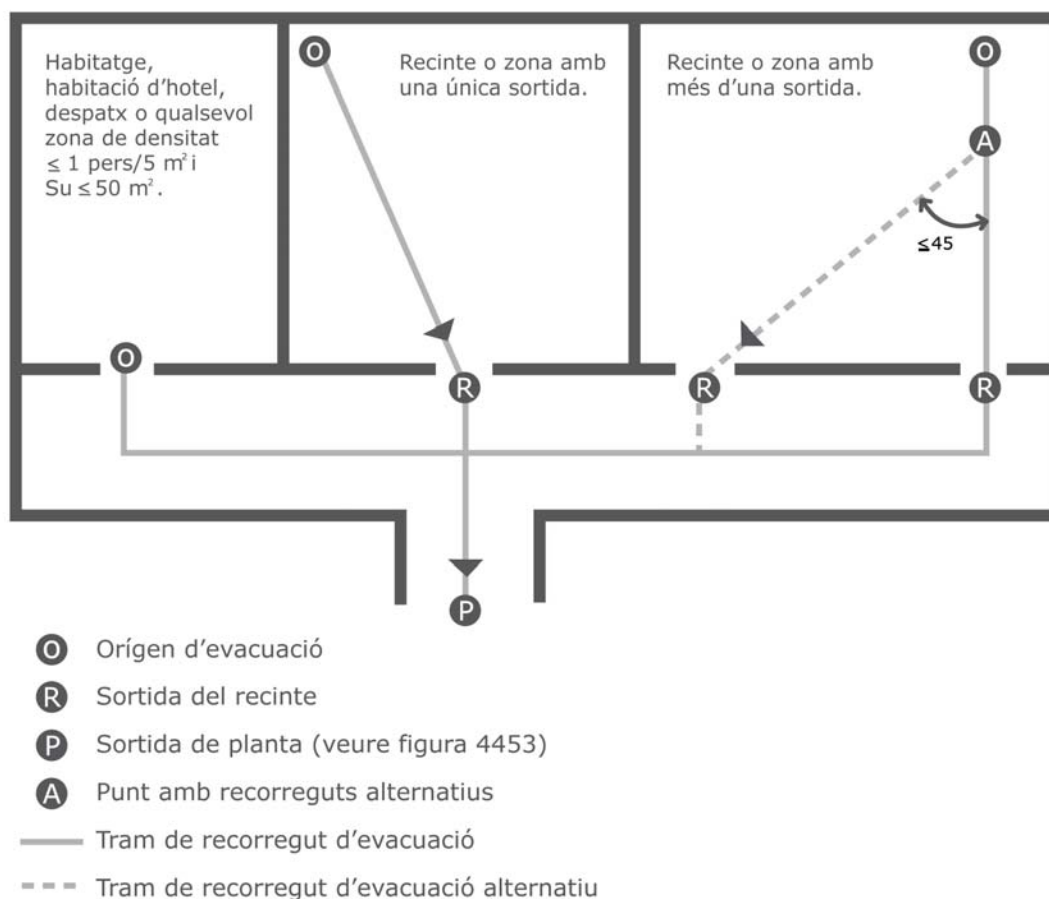 Habitatge,
habitació d'hotel,
despatx o qualsevol
zona de densitat
≤ 1 pers/5 m² i
Su ≤ 50 m².
O
Recinte o zona amb
una única sortida.
Recinte o zona amb
més d'una sortida.
O
A
≤45
O
R
R
R
P
O Orígen d'evacuació
R Sortida del recinte
P Sortida de planta (veure figura 4453)
A Punt amb recorreguts alternatius
Tram de recorregut d'evacuació
Tram de recorregut d'evacuació alternatiu